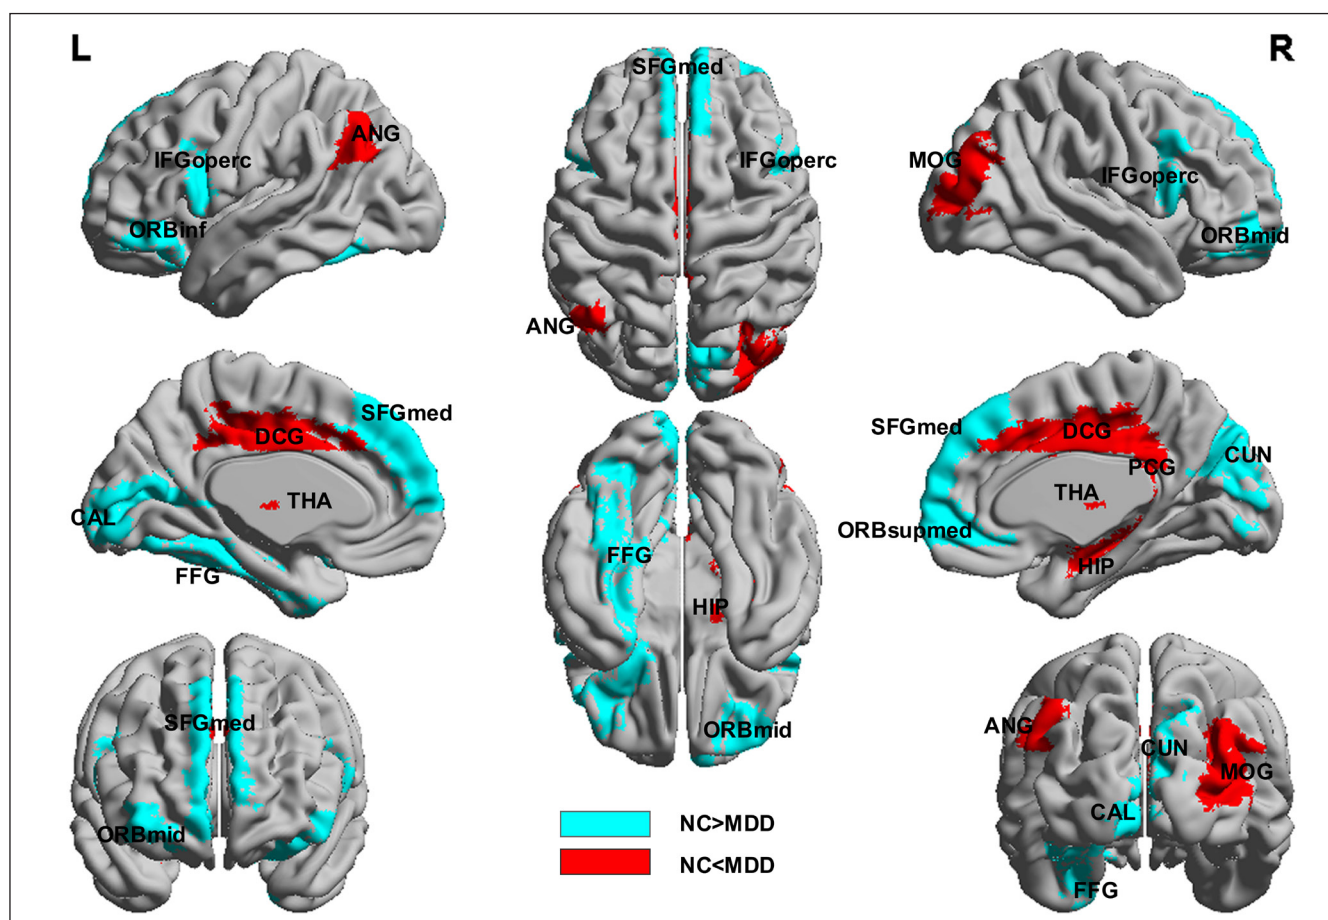 L
R
SFGmed
ANG
IFGoperc
ORBinf
IFGoperc
MOG
IFGoperc
ORBmid
ANG
SFGmed
DCG
THA
CAL
FFG
SFGmed
DCG
PCG
CUN
THA
ORBsupmed
HIP
FFG
HIP
ORBmid
SFGmed
ORBmid
ANG
CUN
MOG
CAL
FFG
NC>MDD
NC<MDD